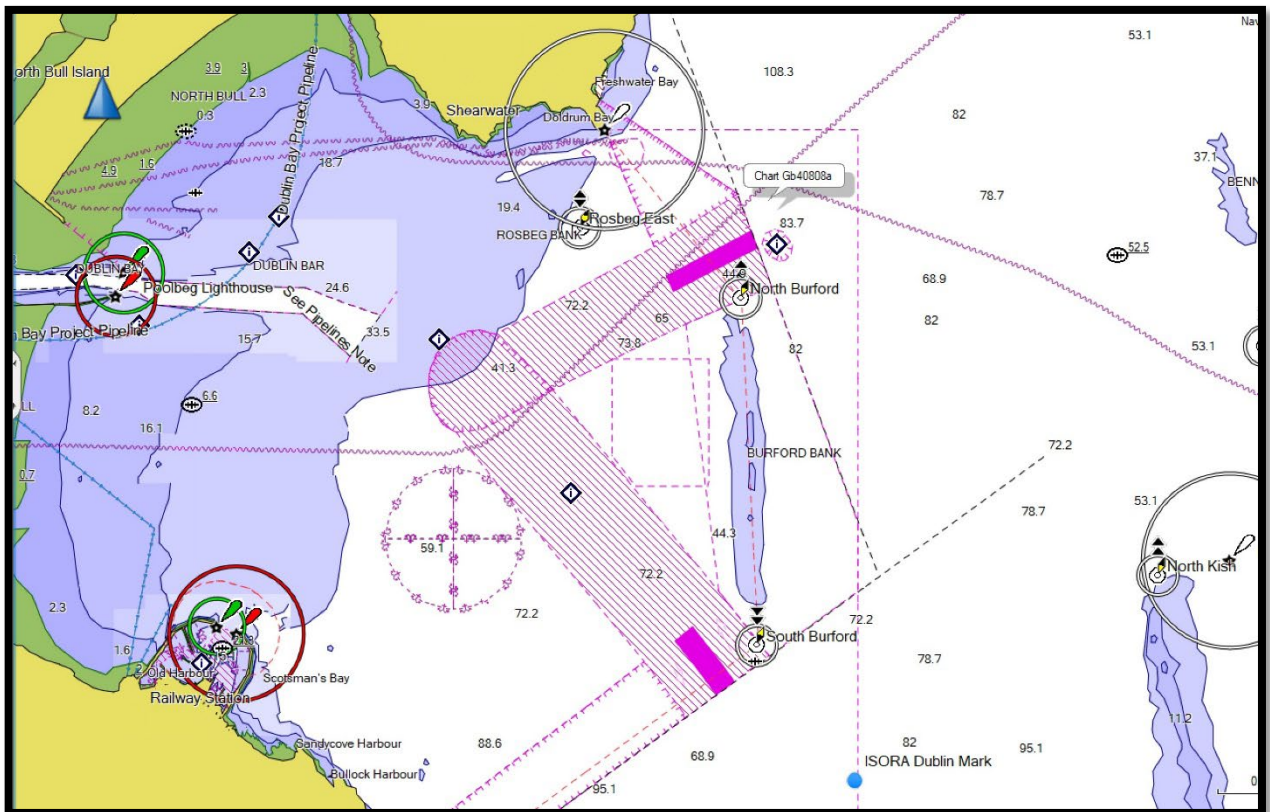 Nav
53.1
108.3
3.9
3
orth Bull Island
Freshwater Bay
NORTH BULL
2.3
3.9
Shearwater
82
0.3
Doldrum Bay
Dublin Bay Project Pipeline
18.7
37.1
1.6
4.9
Chart Gb40808a
BENN
78.7
19.4
Rosbeg East
83.7
ROSBEG BANK
52.5
DUBLIN BAY
DUBLIN BAR
68.9
Poolbeg Lighthouse
24.6
North Burford
See Pipelines Note
72.2
65
82
Bay Project Pipeline
33.5
15.7
73.8
82
53.1
41.3
6.6
LL
8.2
16.1
72.2
BURFORD BANK
0.7
53.1
78.7
44.3
59.1
North Kish
72.2
2.3
72.2
72.2
South Burford
1.6
78.7
Old Harbour
Scotsman's Bay
Railway Station
11.2
Sandycove Harbour
88.6
82
95.1
68.9
ISORA Dublin Mark
Bullock Harbour
95.1
0